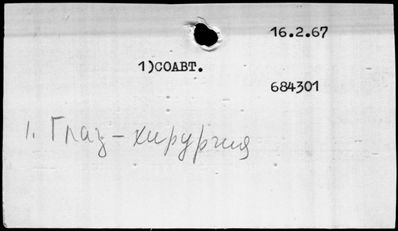 16.2.67
1)СОАВТ.
684301
1. Глаз - хирургия